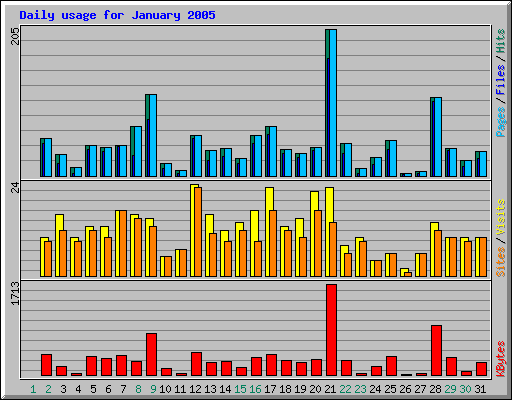 Daily usage for January 2005
205
Pages / Files / Hits
24
Sites / Visits
1713
KBytes
1 2 3 4 5 6 7 8 9 10 11 12 13 14 15 16 17 18 19 20 21 22 23 24 25 26 27 28 29 30 31